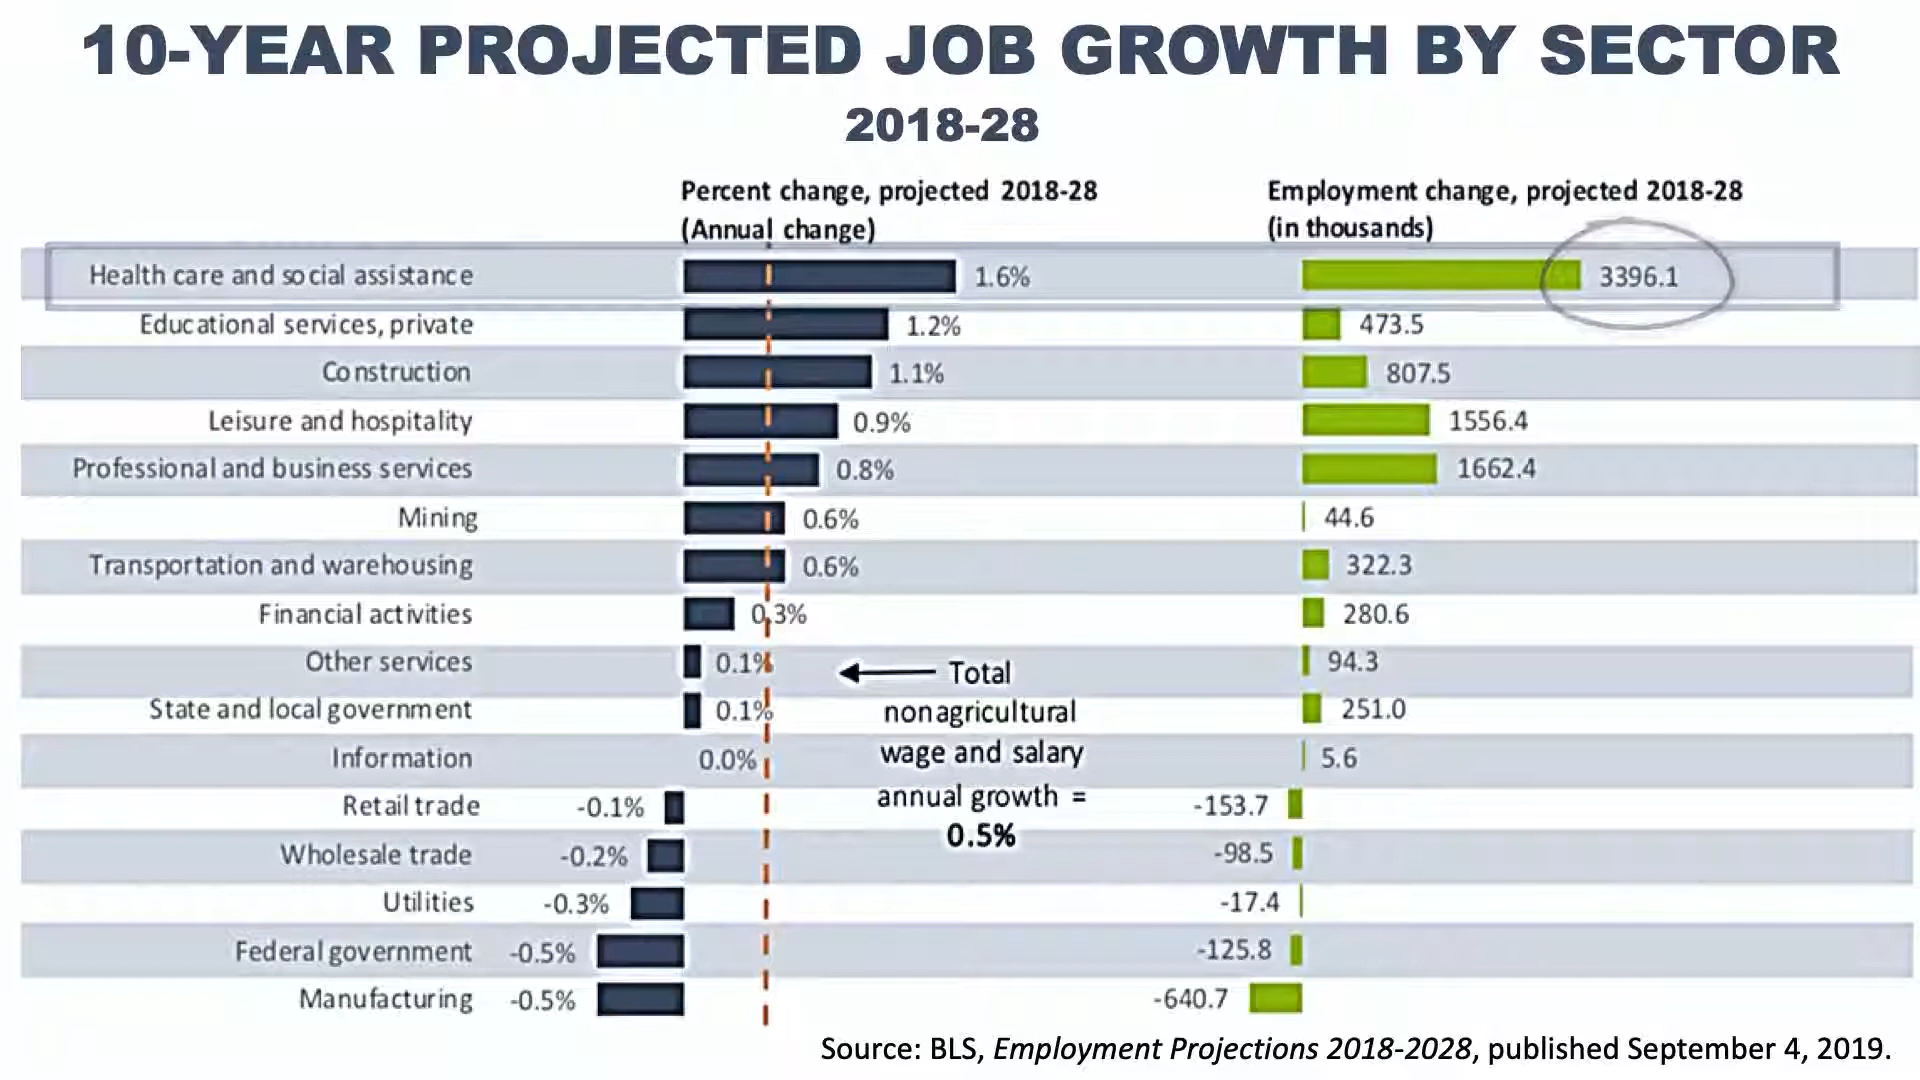 10-YEAR PROJECTED JOB GROWTH BY SECTOR
2018-28
Percent change, projected 2018-28
(Annual change)
Employment change, projected 2018-28
(in thousands)
Health care and social assistance 1.6% 3396.1
Educational services, private 1.2% 473.5
Construction 1.1% 807.5
Leisure and hospitality 0.9% 1556.4
Professional and business services 0.8% 1662.4
Mining 0.6% 44.6
Transportation and warehousing 0.6% 322.3
Financial activities 0.3% 280.6
Other services 0.1% 94.3
State and local government 0.1% 251.0
Information 0.0% 5.6
Retail trade -0.1% -153.7
Wholesale trade -0.2% -98.5
Utilities -0.3% -17.4
Federal government -0.5% -125.8
Manufacturing -0.5% -640.7
Total
nonagricultural
wage and salary
annual growth =
0.5%
Source: BLS, Employment Projections 2018-2028, published September 4, 2019.